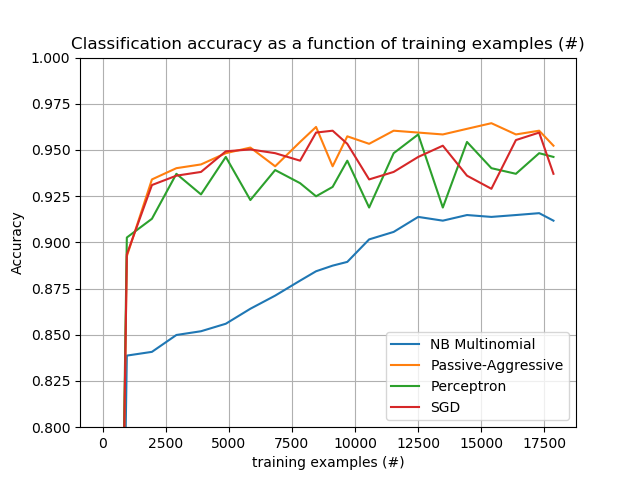 Classification accuracy as a function of training examples (#)
1.000
0.975
0.950
0.925
0.900
0.875
0.850
0.825
0.800
Accuracy
NB Multinomial
Passive-Aggressive
Perceptron
SGD
0 2500 5000 7500 10000 12500 15000 17500
training examples (#)